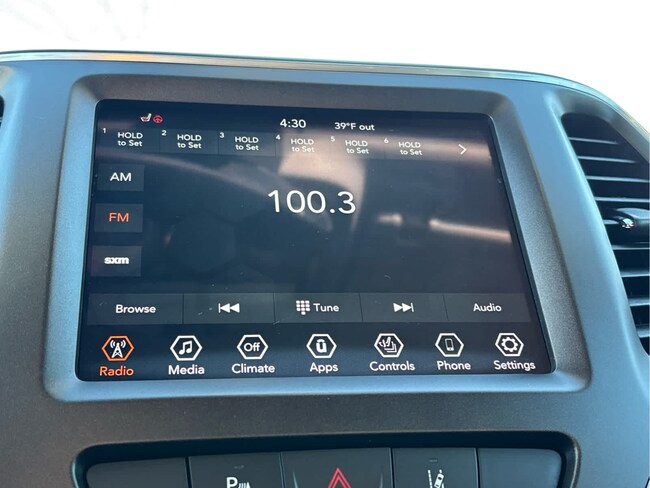 4:30 39°F out
1 HOLD to Set 2 HOLD to Set 3 HOLD to Set 4 HOLD to Set 5 HOLD to Set 6 HOLD to Set
AM
100.3
FM
sxm
Browse Tune Audio
Off
Radio Media Climate Apps Controls Phone Settings
P